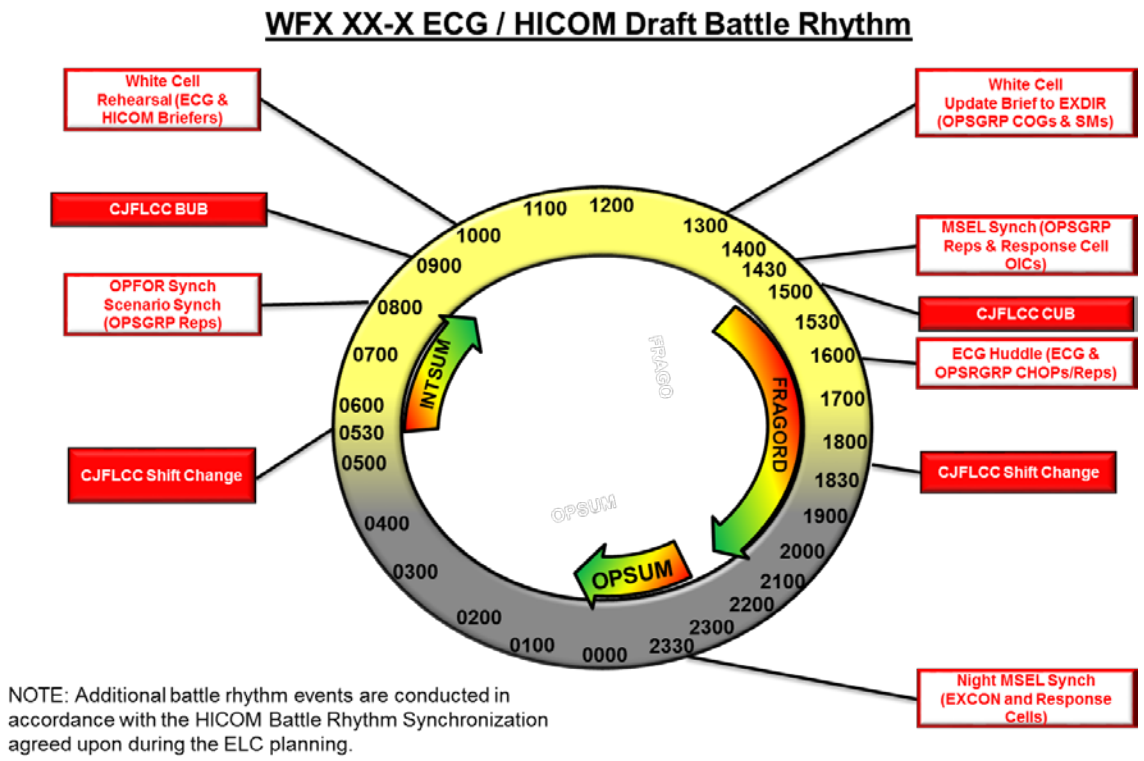 WFX XX-X ECG / HICOM Draft Battle Rhythm
White Cell
Rehearsal (ECG &
HICOM Briefers)
CJFLCC BUB
OPFOR Synch
Scenario Synch
(OPSGRP Reps)
CJFLCC Shift Change
White Cell
Update Brief to EXDIR
(OPSGRP COGs & SMs)
MSEL Synch (OPSGRP
Reps & Response Cell
OICs)
CJFLCC CUB
ECG Huddle (ECG &
OPSRGRP CHOPs/Reps)
CJFLCC Shift Change
Night MSEL Synch
(EXCON and Response
Cells)
1200
1300
1400
1430
1500
1530
1600
1700
1800
1830
1900
2000
2100
2200
2300
2330
0000
0100
0200
0300
0400
0500
0530
0600
0700
0800
0900
1000
1100
INTSUM
FRAGO
FRAGORD
OPSUM
OPSUM
NOTE: Additional battle rhythm events are conducted in
accordance with the HICOM Battle Rhythm Synchronization
agreed upon during the ELC planning.